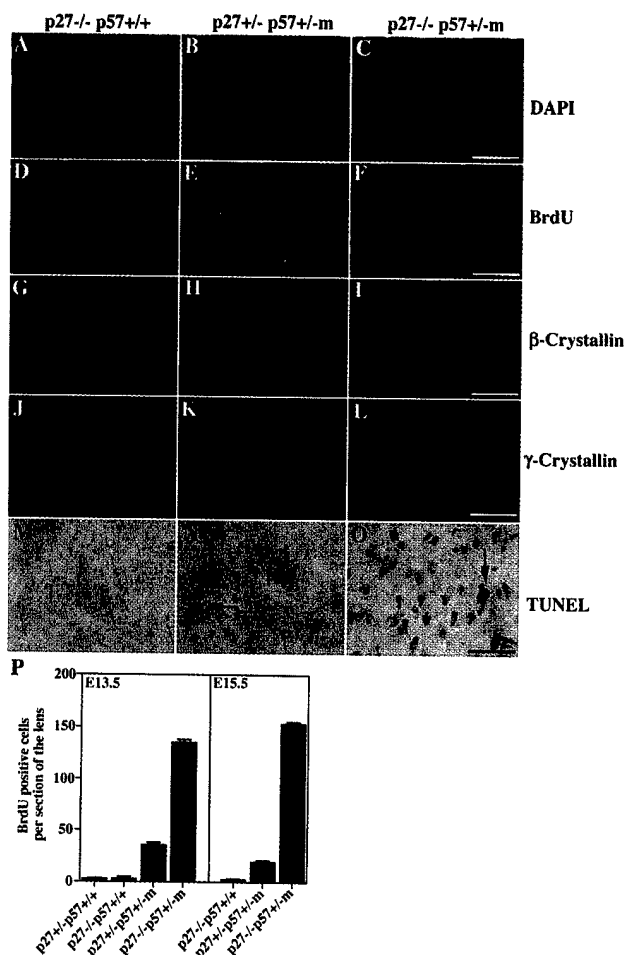 p27-/- p57+/+ p27+/- p57+/-m p27-/- p57+/-m
A B C
DAPI
D E F
BrdU
G H I
β-Crystallin
J K L
γ-Crystallin
O
TUNEL
P
200
150
100
50
0
BrdU positive cells
per section of the lens
E13.5 E15.5
p27+/-p57+/+
p27-/-p57+/+
p27+/-p57+/-m
p27-/-p57+/-m
p27-/-p57+/+
p27+/-p57+/-m
p27-/-p57+/-m